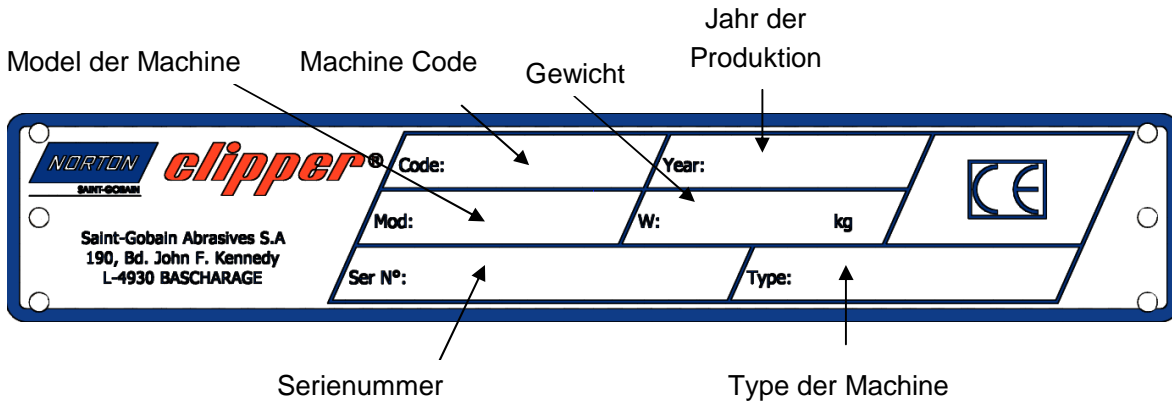 Jahr der
Produktion
Model der Machine
Machine Code
Gewicht
NORTON
SAINT-GOBAIN
clipper®
Saint-Gobain Abrasives S.A
190, Bd. John F. Kennedy
L-4930 BASCHARAGE
Code:
Year:
Mod:
W: kg
Ser N°:
Type:
CE
Serienummer
Type der Machine